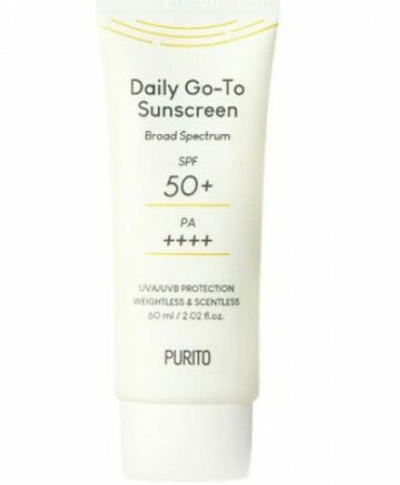 Daily Go-To
Sunscreen
Broad Spectrum
SPF
50+
PA
++++
UVA/UVB PROTECTION
WEIGHTLESS & SCENTLESS
60 ml / 2.02 fl.oz.
PURITO